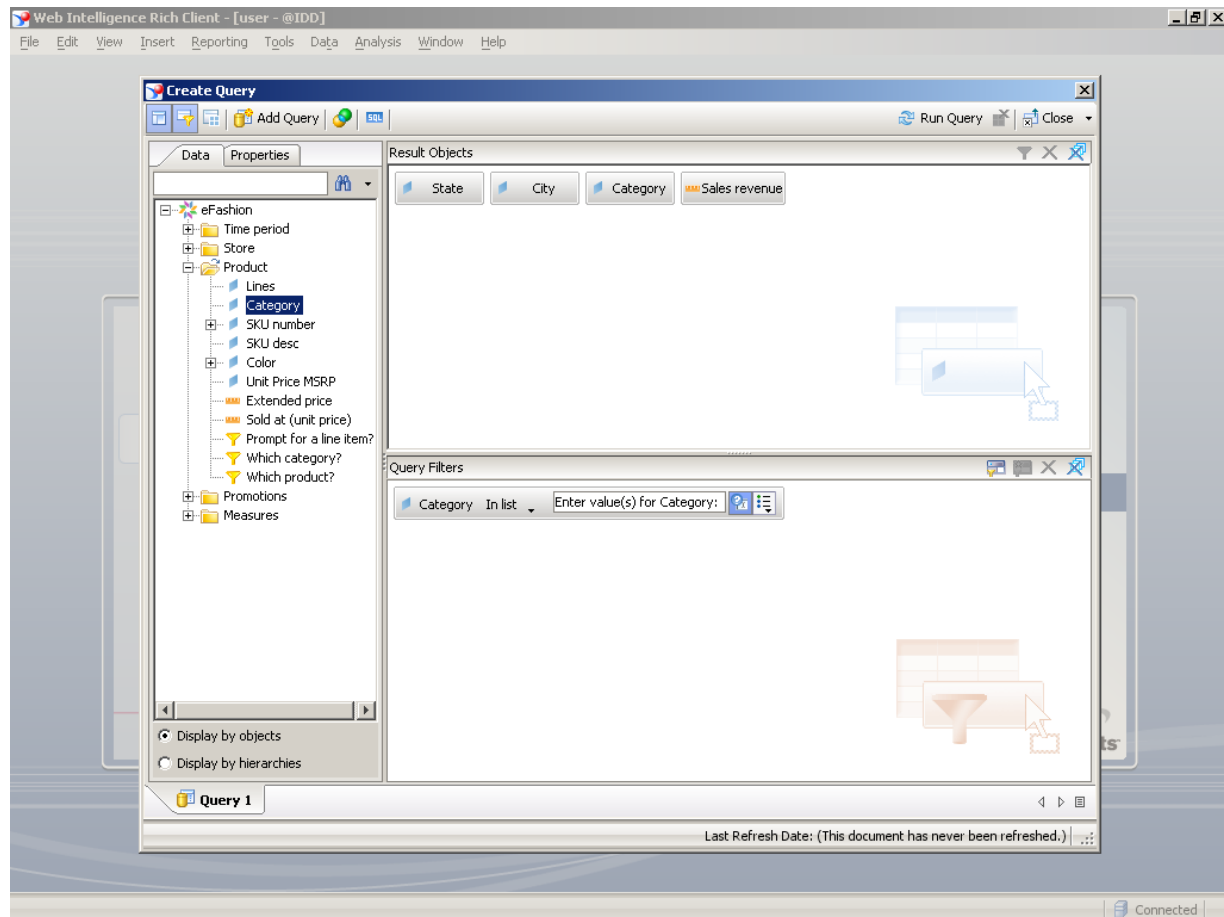 Web Intelligence Rich Client - [user - @IDD]
File Edit View Insert Reporting Tools Data Analysis Window Help
Create Query
Add Query SQL Run Query Close
Data Properties
Result Objects
State City Category Sales revenue
eFashion
Time period
Store
Product
Lines
Category
SKU number
SKU desc
Color
Unit Price MSRP
Extended price
Sold at (unit price)
Prompt for a line item?
Which category?
Which product?
Promotions
Measures
Query Filters
Category In list Enter value(s) for Category:
Display by objects
Display by hierarchies
ts
Query 1
Last Refresh Date: (This document has never been refreshed.)
Connected